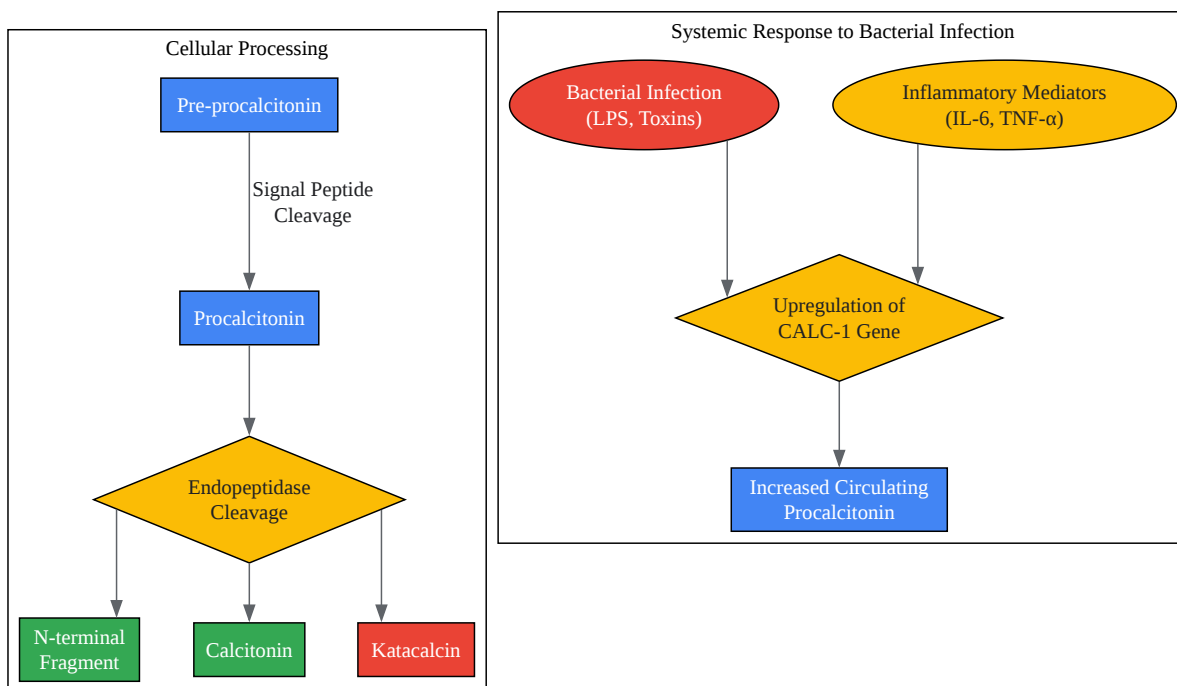 Cellular Processing
Pre-procalcitonin
Signal Peptide
Cleavage
Procalcitonin
Endopeptidase
Cleavage
N-terminal
Fragment
Calcitonin
Katacalcin
Systemic Response to Bacterial Infection
Bacterial Infection
(LPS, Toxins)
Inflammatory Mediators
(IL-6, TNF-α)
Upregulation of
CALC-1 Gene
Increased Circulating
Procalcitonin